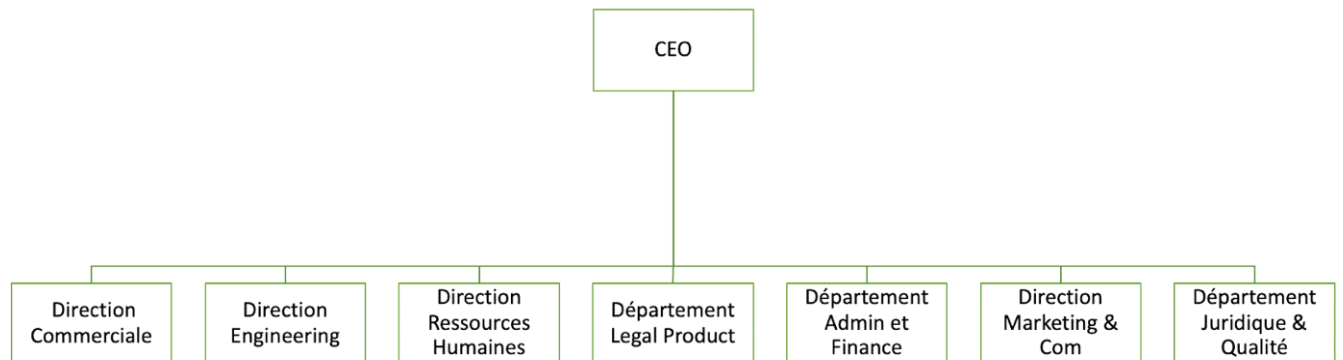 CEO
Direction
Commerciale
Direction
Engineering
Direction
Ressources
Humaines
Département
Legal Product
Département
Admin et
Finance
Direction
Marketing &
Com
Département
Juridique &
Qualité